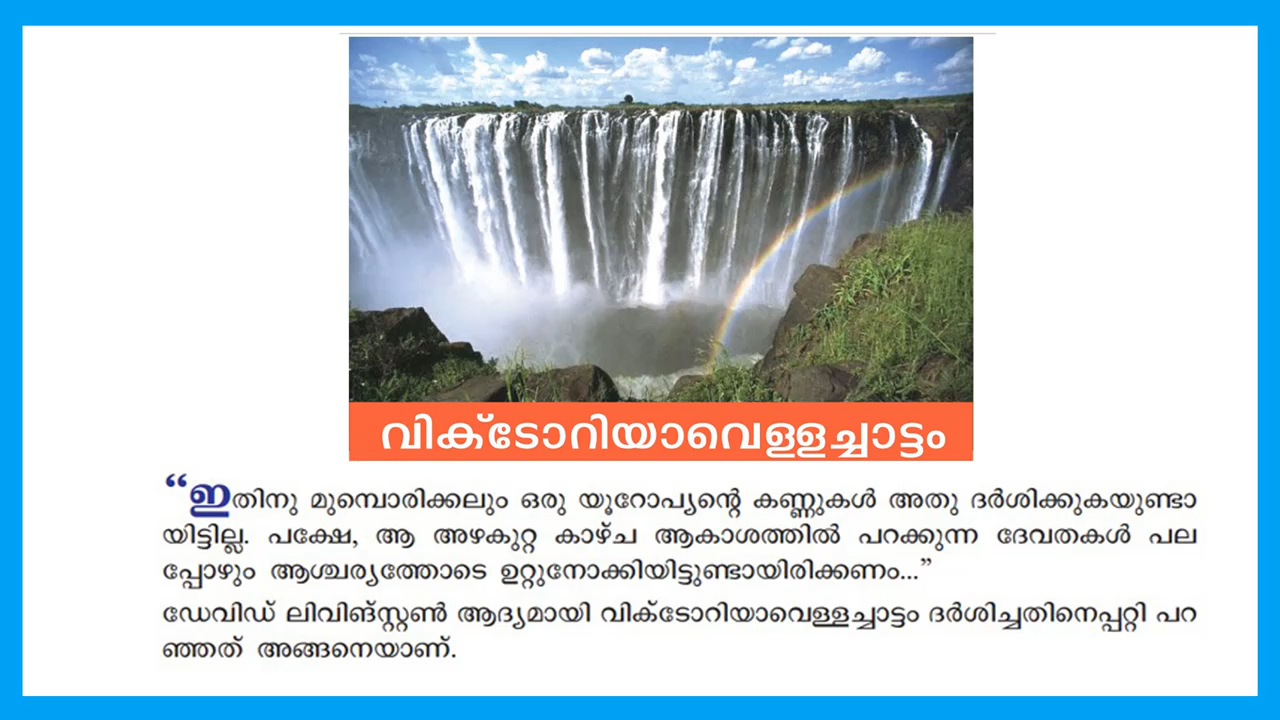 വിക്ടോറിയാവെള്ളച്ചാട്ടം
“ഇതിനു മുമ്പൊരിക്കലും ഒരു യൂറോപ്യന്റെ കണ്ണുകൾ അതു ദർശിക്കുകയുണ്ടാ
യിട്ടില്ല. പക്ഷേ, ആ അഴകുറ്റ കാഴ്ച ആകാശത്തിൽ പറക്കുന്ന ദേവതകൾ പല
പ്പോഴും ആശ്ചര്യത്തോടെ ഉറ്റുനോക്കിയിട്ടുണ്ടായിരിക്കണം...”
ഡേവിഡ് ലിവിങ്സ്റ്റൺ ആദ്യമായി വിക്ടോറിയാവെള്ളച്ചാട്ടം ദർശിച്ചതിനെപ്പറ്റി പറ
ഞ്ഞത് അങ്ങനെയാണ്.